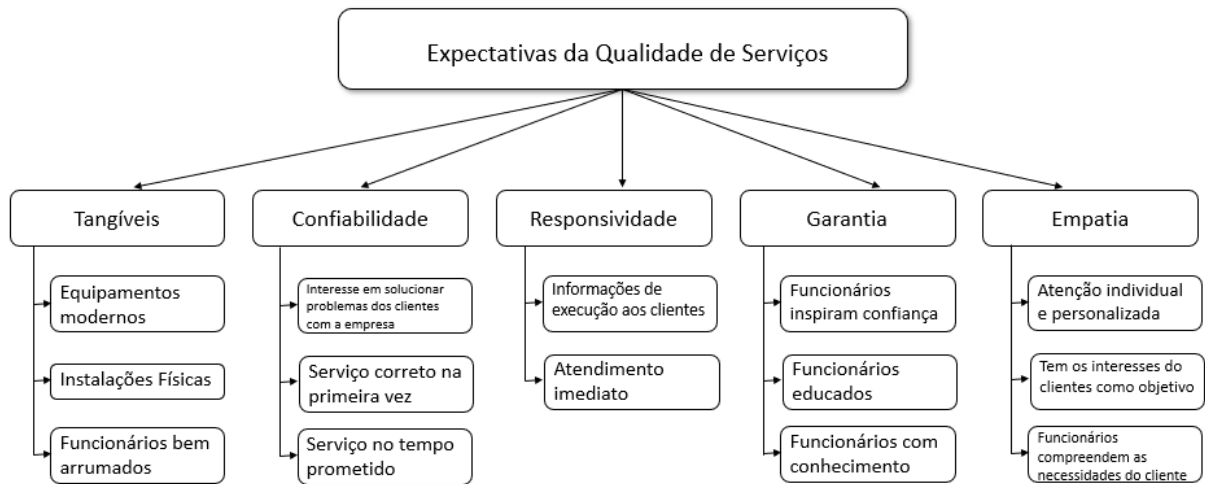 Expectativas da Qualidade de Serviços
Tangíveis
Equipamentos
modernos
Instalações Físicas
Funcionários bem
arrumados
Confiabilidade
Interesse em solucionar
problemas dos clientes
com a empresa
Serviço correto na
primeira vez
Serviço no tempo
prometido
Responsividade
Informações de
execução aos clientes
Atendimento
imediato
Garantia
Funcionários
inspiram confiança
Funcionários
educados
Funcionários com
conhecimento
Empatia
Atenção individual
e personalizada
Tem os interesses do
clientes como objetivo
Funcionários
compreendem as
necessidades do cliente